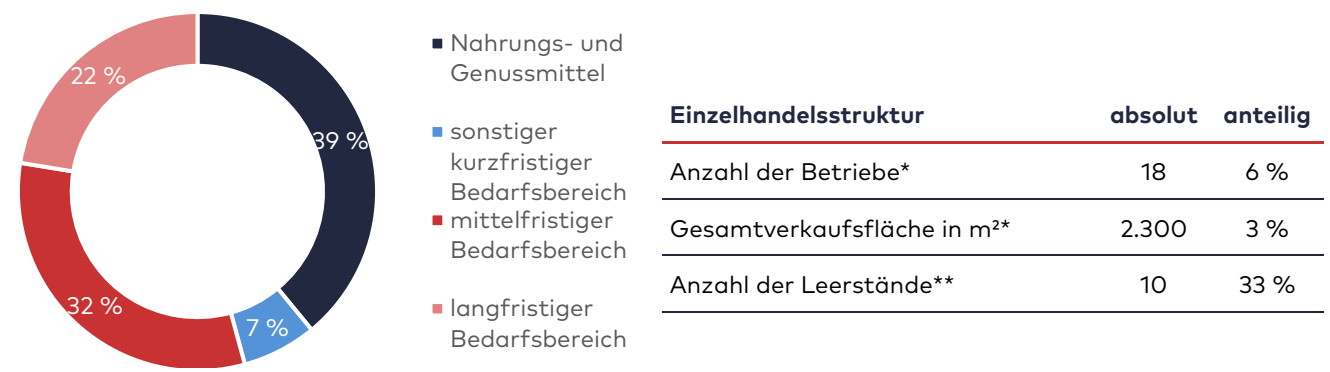 22 %
39 %
32 %
7 %
Nahrungs- und
Genussmittel
sonstiger
kurzfristiger
Bedarfsbereich
mittelfristiger
Bedarfsbereich
langfristiger
Bedarfsbereich
Einzelhandelsstruktur absolut anteilig
Anzahl der Betriebe* 18 6 %
Gesamtverkaufsfläche in m²* 2.300 3 %
Anzahl der Leerstände** 10 33 %